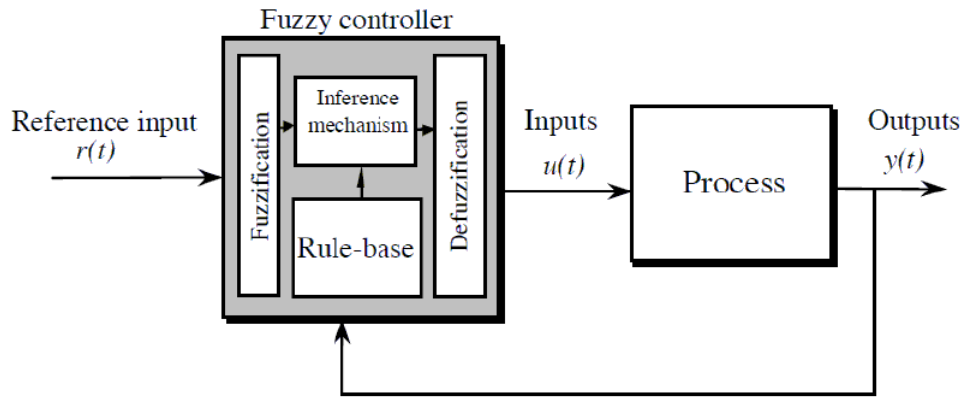 Fuzzy controller
Reference input
r(t)
Fuzzification
Inference
mechanism
Rule-base
Defuzzification
Inputs
u(t)
Process
Outputs
y(t)